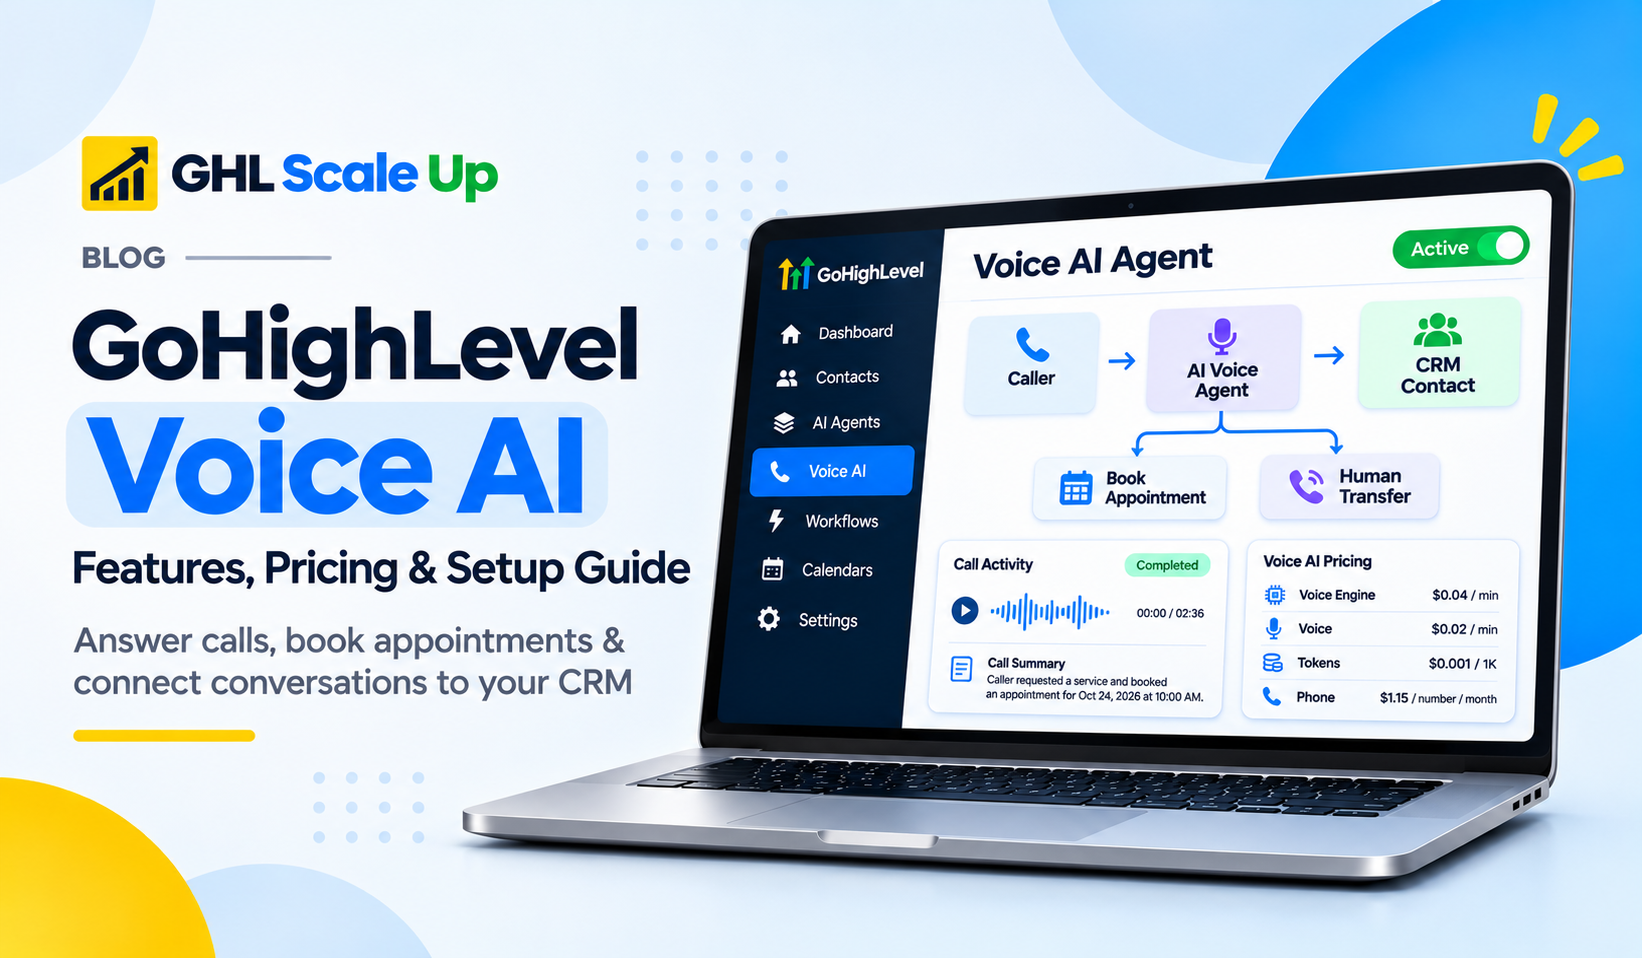 GHL Scale Up
BLOG
GoHighLevel
Voice AI
Features, Pricing & Setup Guide
Answer calls, book appointments &
connect conversations to your CRM
GoHighLevel
Dashboard
Contacts
AI Agents
Voice AI
Workflows
Calendars
Settings
Voice AI Agent
Active
Caller
AI Voice
Agent
CRM
Contact
Book
Appointment
Human
Transfer
Call Activity
Completed
00:00 / 02:36
Call Summary
Caller requested a service and booked
an appointment for Oct 24, 2026 at 10:00 AM.
Voice AI Pricing
Voice Engine $0.04 / min
Voice $0.02 / min
Tokens $0.001 / 1K
Phone $1.15 / number / month